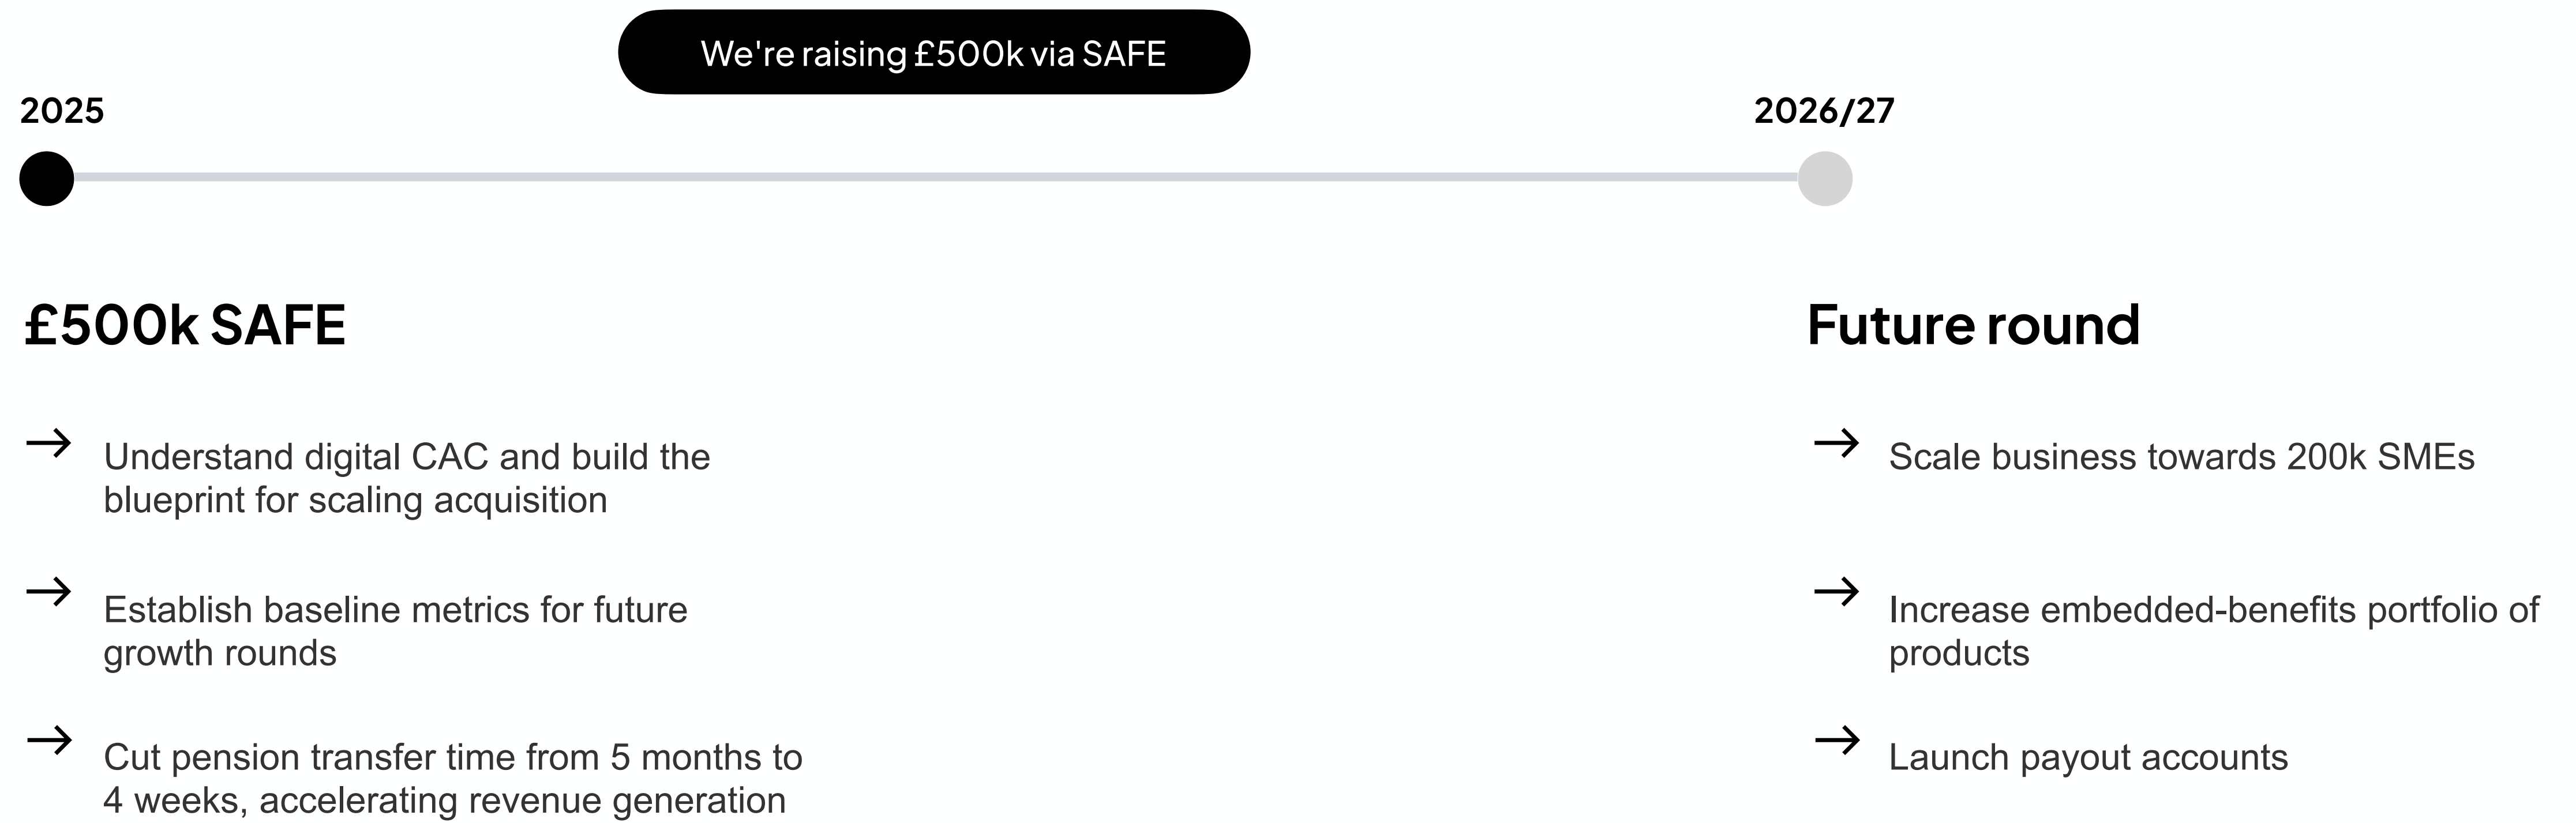 We're raising £500k via SAFE
2025
2026/27
£500k SAFE
Understand digital CAC and build the
blueprint for scaling acquisition
Establish baseline metrics for future
growth rounds
Cut pension transfer time from 5 months to
4 weeks, accelerating revenue generation
Future round
Scale business towards 200k SMEs
Increase embedded-benefits portfolio of
products
Launch payout accounts